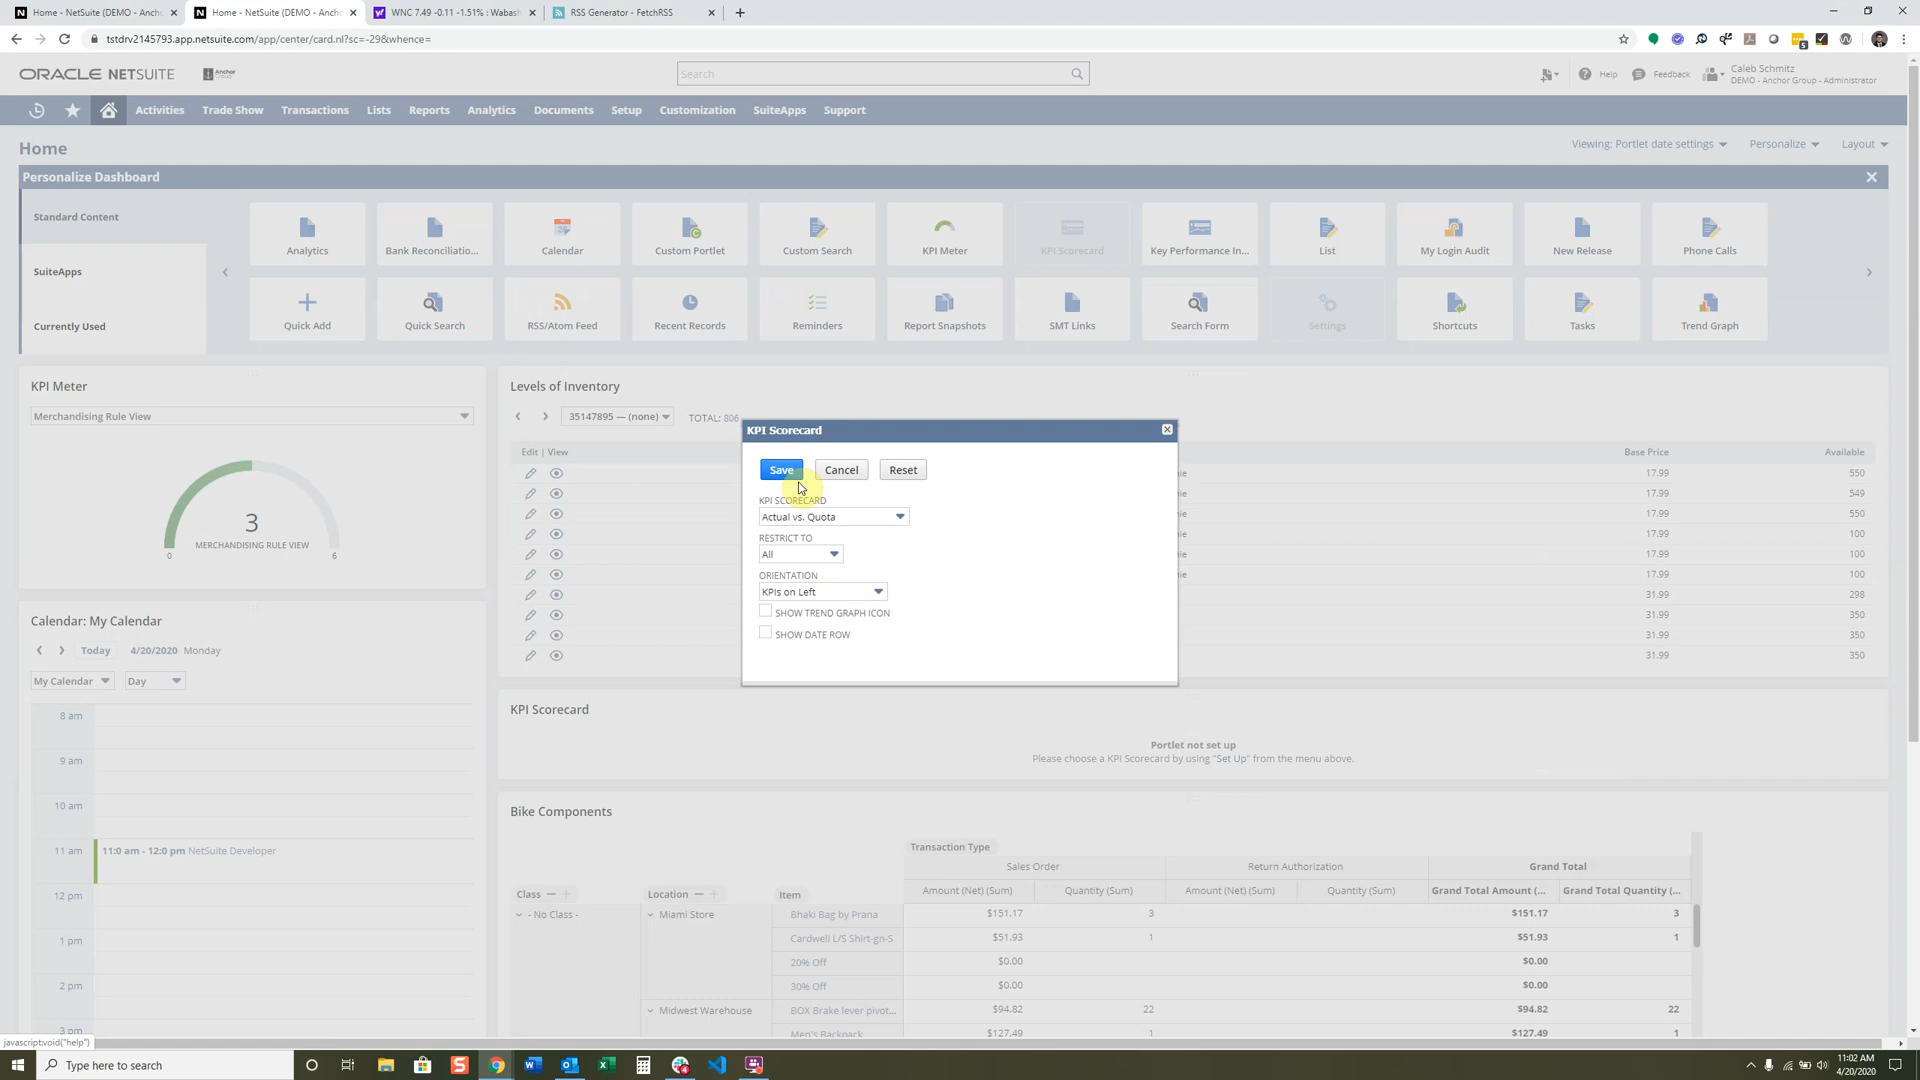 Home - NetSuite (DEMO - Ancho
Home - NetSuite (DEMO - Ancho
WNC 7.49 -0.11 -1.51% : Wabash
RSS Generator - FetchRSS
tstdrv2145793.app.netsuite.com/app/center/card.nl?sc=-29&whence=
ORACLE NETSUITE
Anchor Group
Search
Help
Feedback
Caleb Schmitz
DEMO - Anchor Group - Administrator
Activities
Trade Show
Transactions
Lists
Reports
Analytics
Documents
Setup
Customization
SuiteApps
Support
Home
Viewing: Portlet date settings
Personalize
Layout
Personalize Dashboard
Standard Content
SuiteApps
Currently Used
Analytics
Bank Reconciliatio...
Calendar
Custom Portlet
Custom Search
KPI Meter
KPI Scorecard
Key Performance In...
List
My Login Audit
New Release
Phone Calls
Quick Add
Quick Search
RSS/Atom Feed
Recent Records
Reminders
Report Snapshots
SMT Links
Search Form
Settings
Shortcuts
Tasks
Trend Graph
KPI Meter
Merchandising Rule View
3
MERCHANDISING RULE VIEW
0
6
Calendar: My Calendar
Today
4/20/2020 Monday
My Calendar
Day
8 am
9 am
10 am
11 am
11:0 am - 12:0 pm NetSuite Developer
12 pm
1 pm
2 pm
3 pm
Levels of Inventory
35147895 — (none)
TOTAL: 806
Edit | View
Base Price
Available
nie 17.99 550
17.99 549
nie 17.99 550
nie 17.99 100
nie 17.99 100
nie 17.99 100
31.99 298
31.99 350
31.99 350
31.99 350
KPI Scorecard
Save
Cancel
Reset
KPI SCORECARD
Actual vs. Quota
RESTRICT TO
All
ORIENTATION
KPIs on Left
SHOW TREND GRAPH ICON
SHOW DATE ROW
KPI Scorecard
Portlet not set up
Please choose a KPI Scorecard by using "Set Up" from the menu above.
Bike Components
Transaction Type
Sales Order
Return Authorization
Grand Total
Class
Location
Item
Amount (Net) (Sum)
Quantity (Sum)
Amount (Net) (Sum)
Quantity (Sum)
Grand Total Amount (...
Grand Total Quantity (...
- No Class -
Miami Store
Bhaki Bag by Prana $151.17 3 $151.17 3
Cardwell L/S Shirt-gn-S $51.93 1 $51.93 1
20% Off $0.00 $0.00
30% Off $0.00 $0.00
Midwest Warehouse
BOX Brake lever pivot... $94.82 22 $94.82 22
Men's Backpack $127.49 1 $127.49 1
javascript:void("help")
Type here to search
11:02 AM
4/20/2020